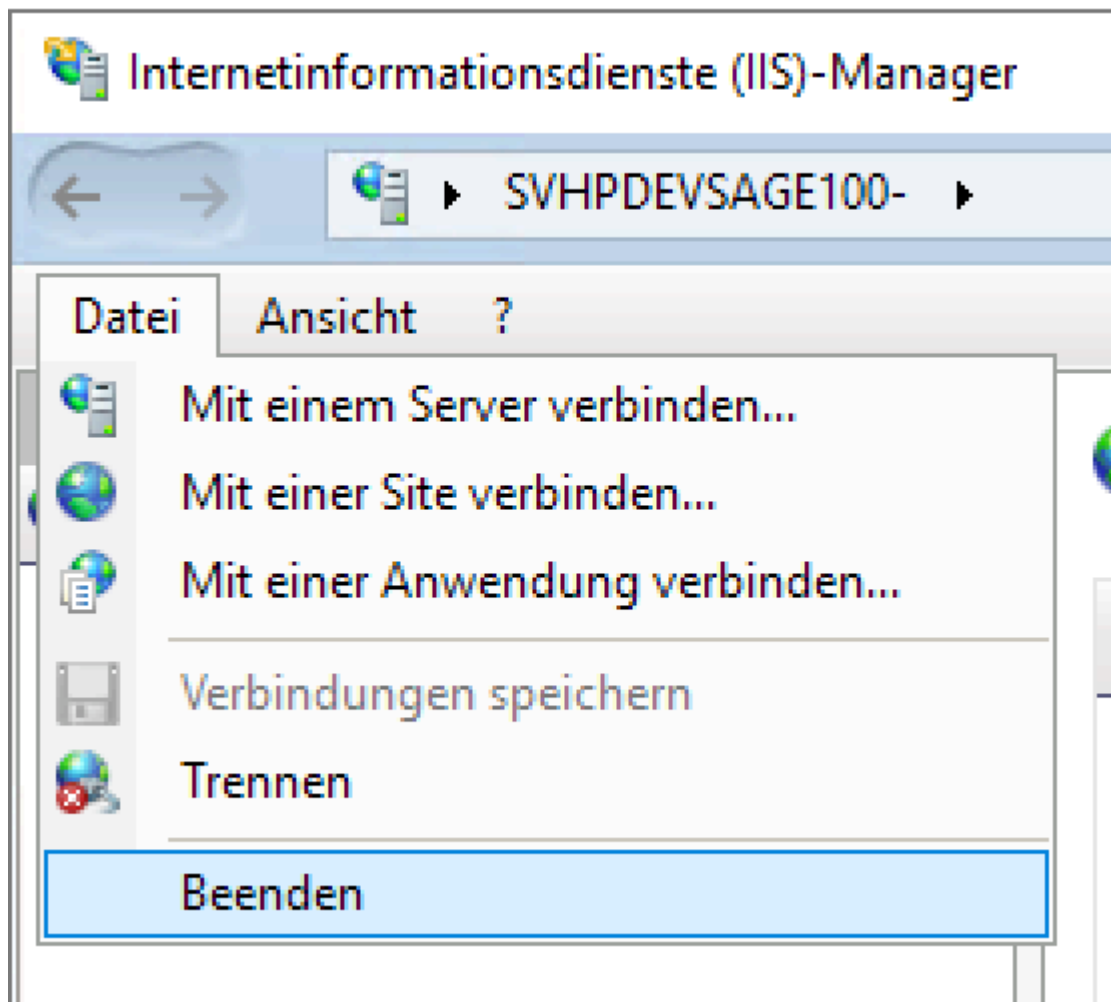 Internetinformationsdienste (IIS)-Manager
SVHPDEVSAGE100-
Datei Ansicht ?
Mit einem Server verbinden...
Mit einer Site verbinden...
Mit einer Anwendung verbinden...
Verbindungen speichern
Trennen
Beenden